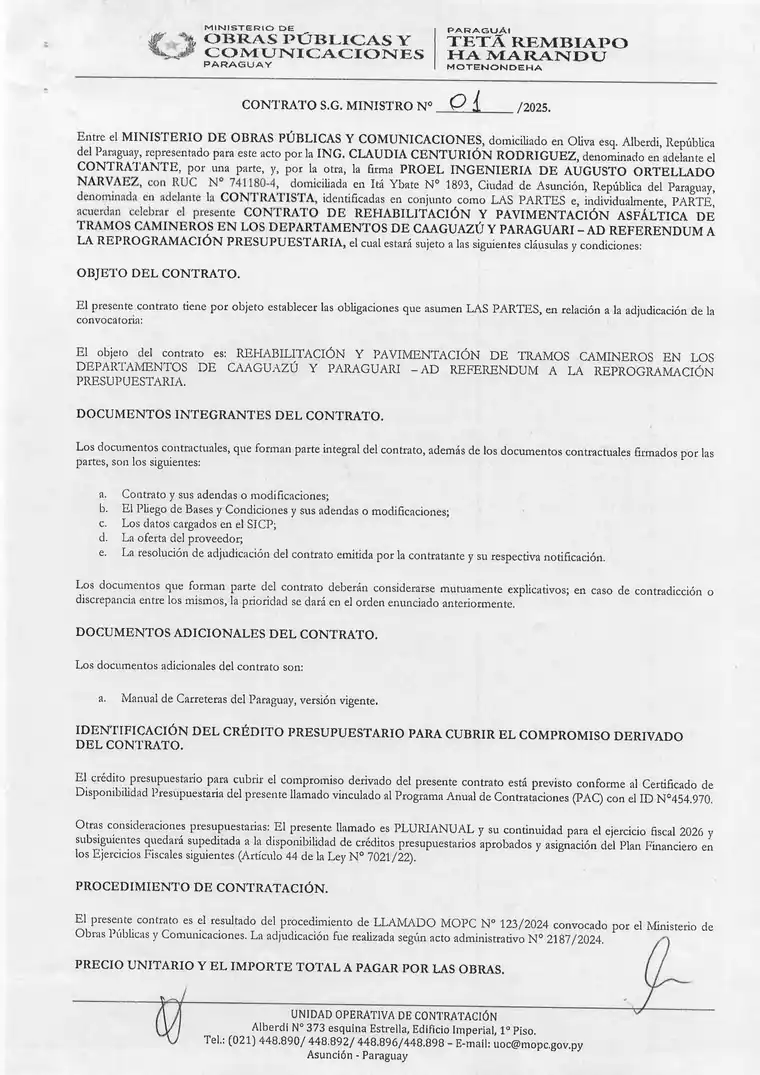 MINISTERIO DE
OBRAS PÚBLICAS Y
COMUNICACIONES
PARAGUAY
PARAGUÁI
TETÃ REMBIAPO
HA MARANDU
MOTENONDEHA
CONTRATO S.G. MINISTRO Nº 01 /2025.
Entre el MINISTERIO DE OBRAS PÚBLICAS Y COMUNICACIONES, domiciliado en Oliva esq. Alberdi, República
del Paraguay, representado para este acto por la ING. CLAUDIA CENTURIÓN RODRIGUEZ, denominado en adelante el
CONTRATANTE, por una parte, y, por la otra, la firma PROEL INGENIERIA DE AUGUSTO ORTELLADO
NARVAEZ, con RUC Nº 741180-4, domiciliada en Itá Ybate Nº 1893, Ciudad de Asunción, República del Paraguay,
denominada en adelante la CONTRATISTA, identificadas en conjunto como LAS PARTES e, individualmente, PARTE,
acuerdan celebrar el presente CONTRATO DE REHABILITACIÓN Y PAVIMENTACIÓN ASFÁLTICA DE
TRAMOS CAMINEROS EN LOS DEPARTAMENTOS DE CAAGUAZÚ Y PARAGUARI – AD REFERENDUM A
LA REPROGRAMACIÓN PRESUPUESTARIA, el cual estará sujeto a las siguientes cláusulas y condiciones:
OBJETO DEL CONTRATO.
El presente contrato tiene por objeto establecer las obligaciones que asumen LAS PARTES, en relación a la adjudicación de la
convocatoria:
El objeto del contrato es: REHABILITACIÓN Y PAVIMENTACIÓN DE TRAMOS CAMINEROS EN LOS
DEPARTAMENTOS DE CAAGUAZÚ Y PARAGUARI – AD REFERENDUM A LA REPROGRAMACIÓN
PRESUPUESTARIA.
DOCUMENTOS INTEGRANTES DEL CONTRATO.
Los documentos contractuales, que forman parte integral del contrato, además de los documentos contractuales firmados por las
partes, son los siguientes:
a. Contrato y sus adendas o modificaciones;
b. El Pliego de Bases y Condiciones y sus adendas o modificaciones;
c. Los datos cargados en el SICP;
d. La oferta del proveedor;
e. La resolución de adjudicación del contrato emitida por la contratante y su respectiva notificación.
Los documentos que forman parte del contrato deberán considerarse mutuamente explicativos; en caso de contradicción o
discrepancia entre los mismos, la prioridad se dará en el orden enunciado anteriormente.
DOCUMENTOS ADICIONALES DEL CONTRATO.
Los documentos adicionales del contrato son:
a. Manual de Carreteras del Paraguay, versión vigente.
IDENTIFICACIÓN DEL CRÉDITO PRESUPUESTARIO PARA CUBRIR EL COMPROMISO DERIVADO
DEL CONTRATO.
El crédito presupuestario para cubrir el compromiso derivado del presente contrato está previsto conforme al Certificado de
Disponibilidad Presupuestaria del presente llamado vinculado al Programa Anual de Contrataciones (PAC) con el ID Nº454.970.
Otras consideraciones presupuestarias: El presente llamado es PLURIANUAL y su continuidad para el ejercicio fiscal 2026 y
subsiguientes quedará supeditada a la disponibilidad de créditos presupuestarios aprobados y asignación del Plan Financiero en
los Ejercicios Fiscales siguientes (Artículo 44 de la Ley Nº 7021/22).
PROCEDIMIENTO DE CONTRATACIÓN.
El presente contrato es el resultado del procedimiento de LLAMADO MOPC Nº 123/2024 convocado por el Ministerio de
Obras Públicas y Comunicaciones. La adjudicación fue realizada según acto administrativo Nº 2187/2024.
PRECIO UNITARIO Y EL IMPORTE TOTAL A PAGAR POR LAS OBRAS.
UNIDAD OPERATIVA DE CONTRATACIÓN
Alberdi Nº 373 esquina Estrella, Edificio Imperial, 1º Piso.
Tel.: (021) 448.890/ 448.892/ 448.896/448.898 – E-mail: uoc@mopc.gov.py
Asunción - Paraguay